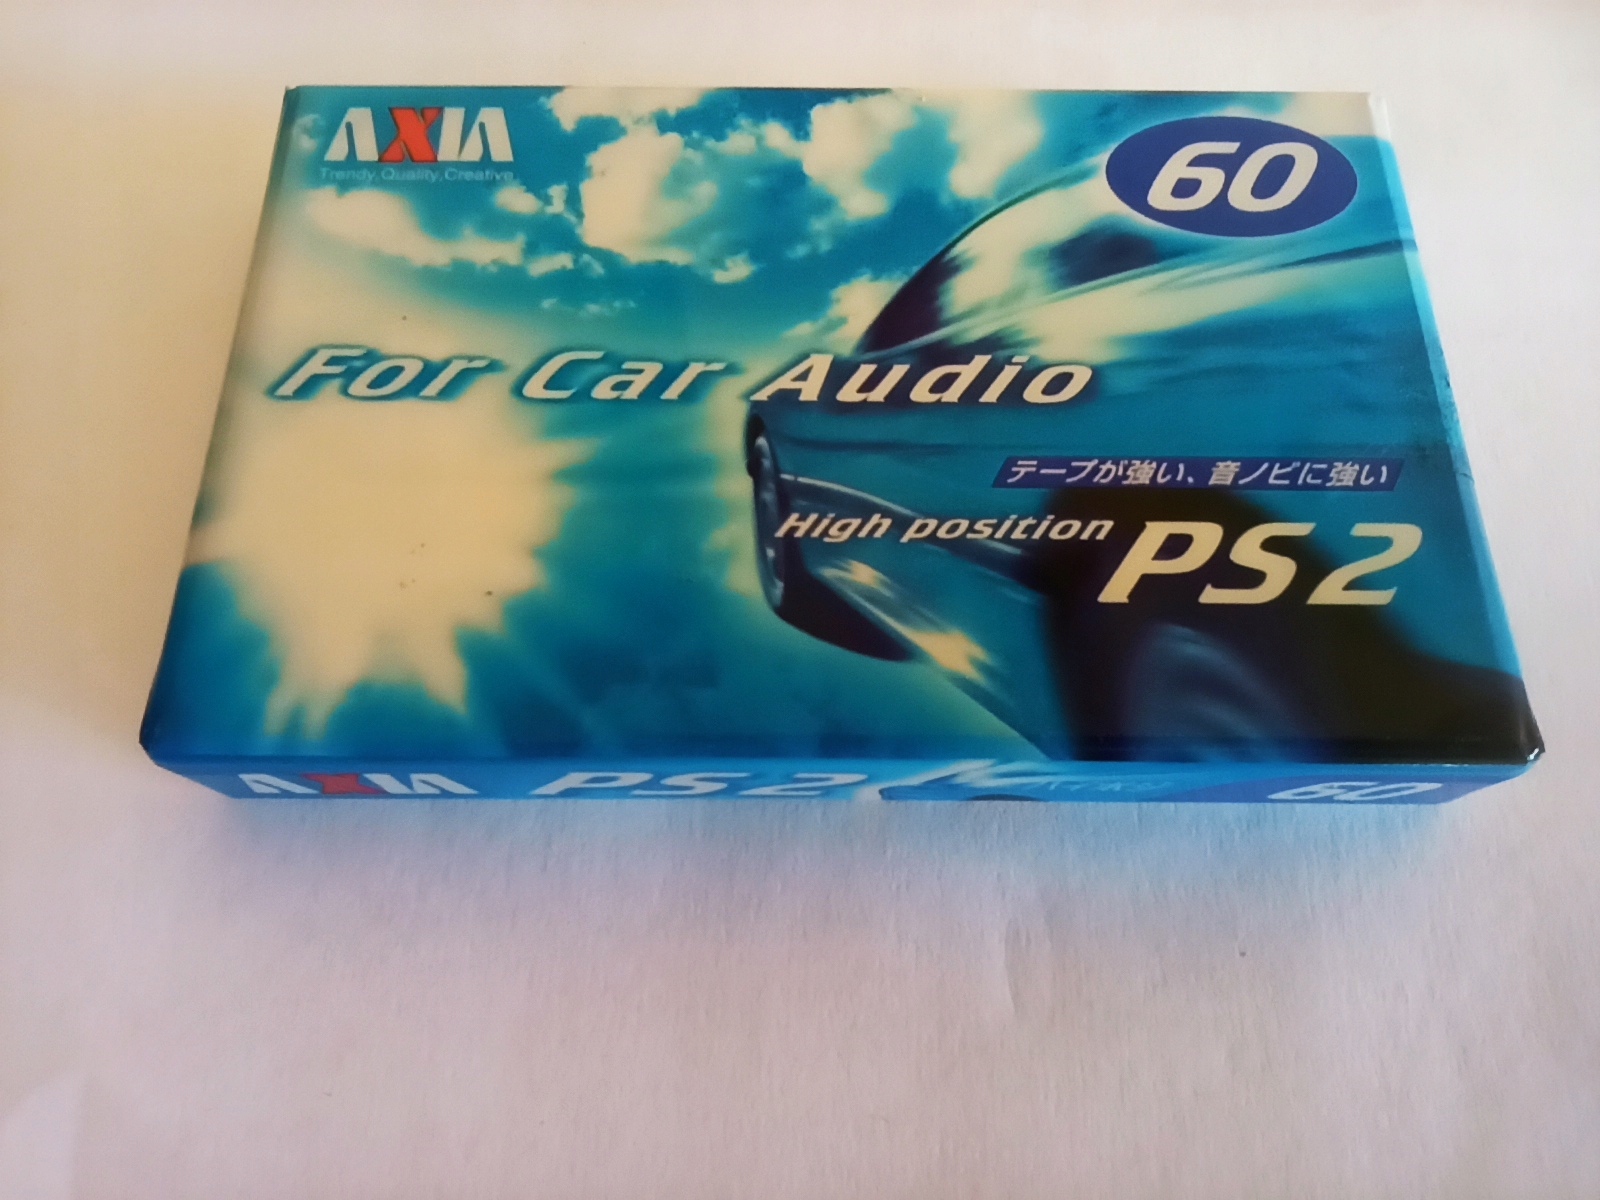 AXIA
Trendy.Quality.Creative.
60
For Car Audio
テープが強い、音ノビに強い
High position PS2
AXIA PS2
60